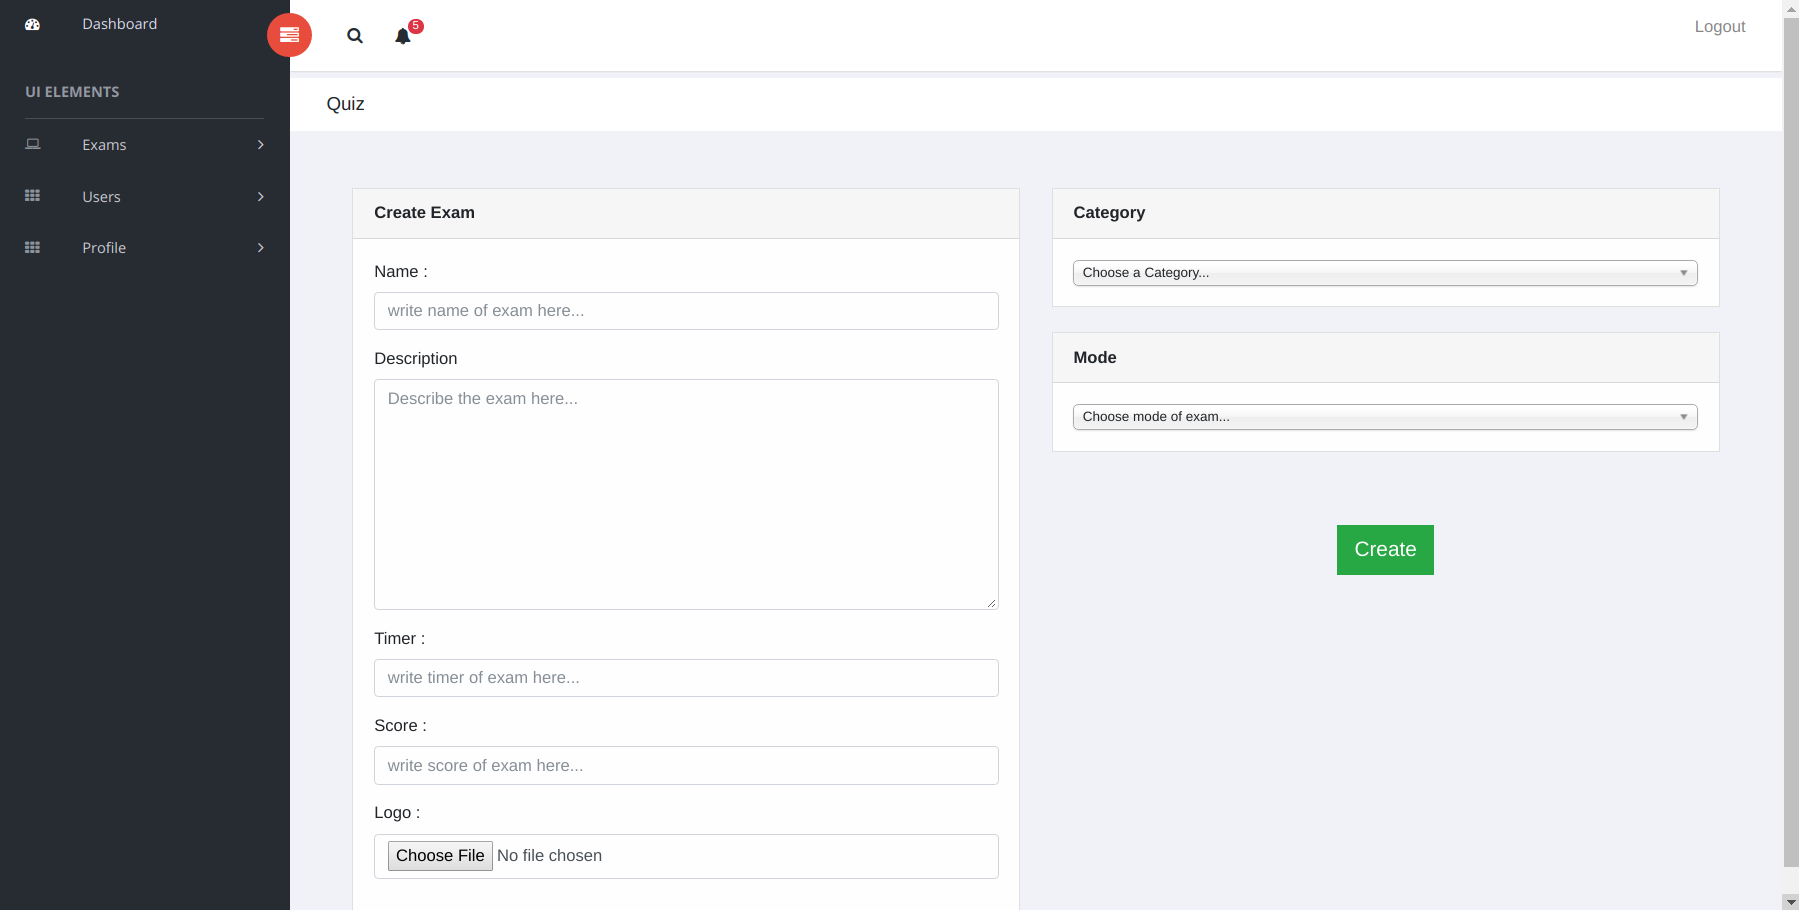 Dashboard
UI ELEMENTS
Exams
Users
Profile
5
Logout
Quiz
Create Exam
Name :
write name of exam here...
Description
Describe the exam here...
Timer :
write timer of exam here...
Score :
write score of exam here...
Logo :
Choose File No file chosen
Category
Choose a Category...
Mode
Choose mode of exam...
Create